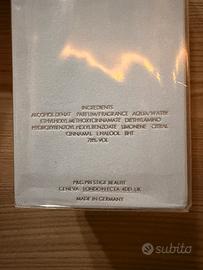 INGREDIENTS
ALCOHOL DENAT. PARFUM/FRAGRANCE AQUA/WATER
ETHYLHEXYL METHOXYCINNAMATE DIETHYLAMINO
HYDROXYBENZOYL HEXYL BENZOATE LIMONENE CITRAL
CINNAMAL LINALOOL BHT
78% VOL
P&G PRESTIGE BEAUTE
GENEVA LONDON EC1A 4DD UK
MADE IN GERMANY
subito